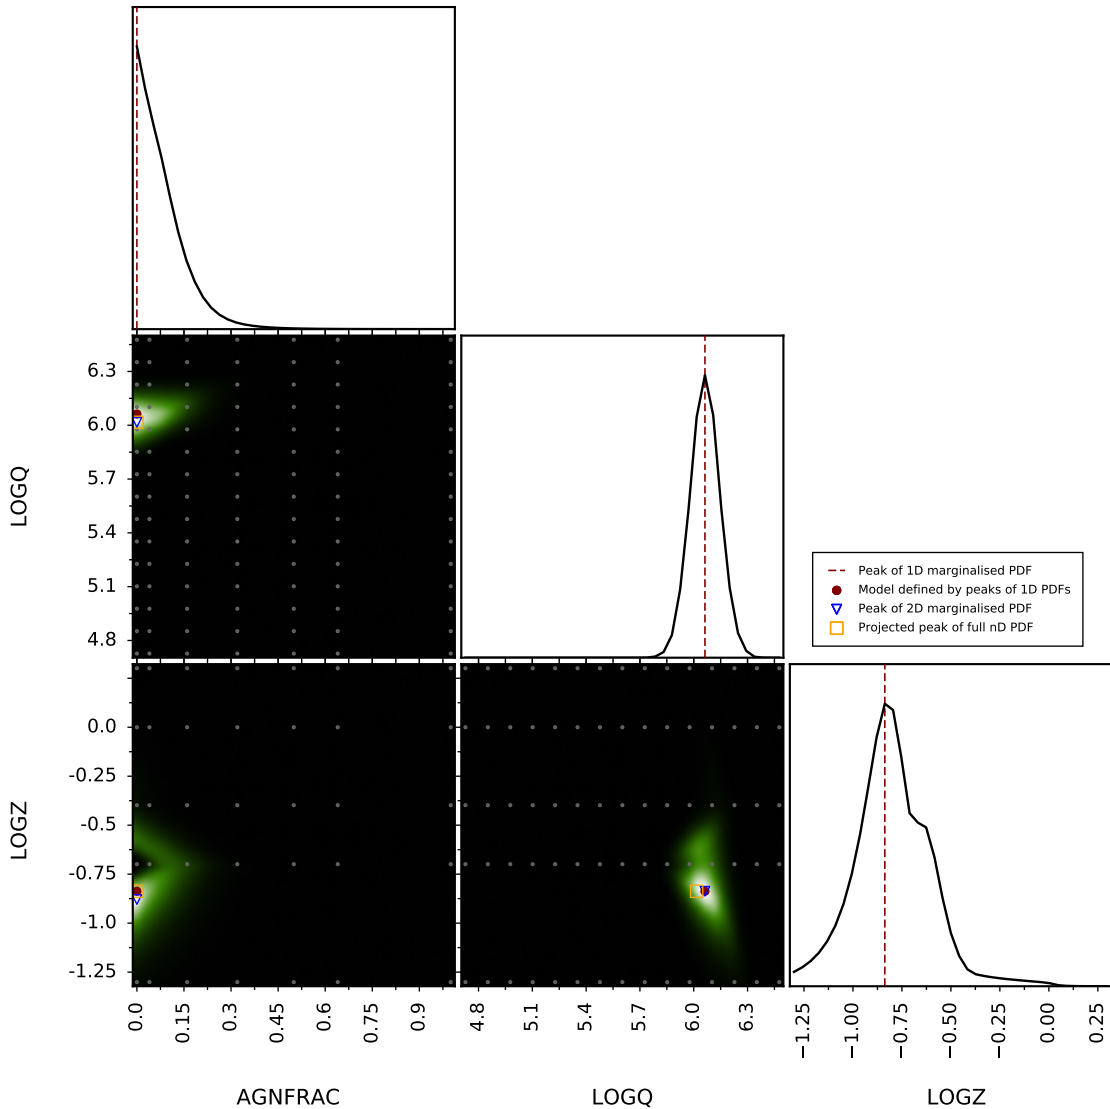 6.3
6.0
5.7
5.4
5.1
4.8
LOGQ
Peak of 1D marginalised PDF
Model defined by peaks of 1D PDFs
Peak of 2D marginalised PDF
Projected peak of full nD PDF
0.0
-0.25
-0.5
-0.75
-1.0
-1.25
LOGZ
0.0 0.15 0.3 0.45 0.6 0.75 0.9
4.8 5.1 5.4 5.7 6.0 6.3
−1.25 −1.00 −0.75 −0.50 −0.25 0.00 0.25
AGNFRAC LOGQ LOGZ